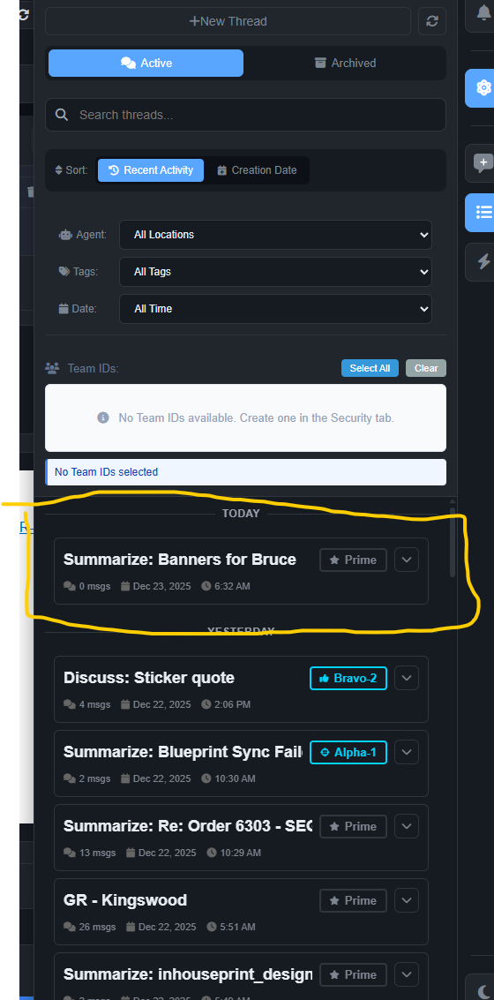 New Thread
Active
Archived
Search threads...
Sort:
Recent Activity
Creation Date
Agent:
All Locations
Tags:
All Tags
Date:
All Time
Team IDs:
Select All
Clear
No Team IDs available. Create one in the Security tab.
No Team IDs selected
TODAY
Summarize: Banners for Bruce
Prime
0 msgs
Dec 23, 2025
6:32 AM
YESTERDAY
Discuss: Sticker quote
Bravo-2
4 msgs
Dec 22, 2025
2:06 PM
Summarize: Blueprint Sync Fail
Alpha-1
2 msgs
Dec 22, 2025
10:30 AM
Summarize: Re: Order 6303 - SEC
Prime
13 msgs
Dec 22, 2025
10:29 AM
GR - Kingswood
Prime
26 msgs
Dec 22, 2025
5:51 AM
Summarize: inhouseprint_design
Prime
Dec 22, 2025